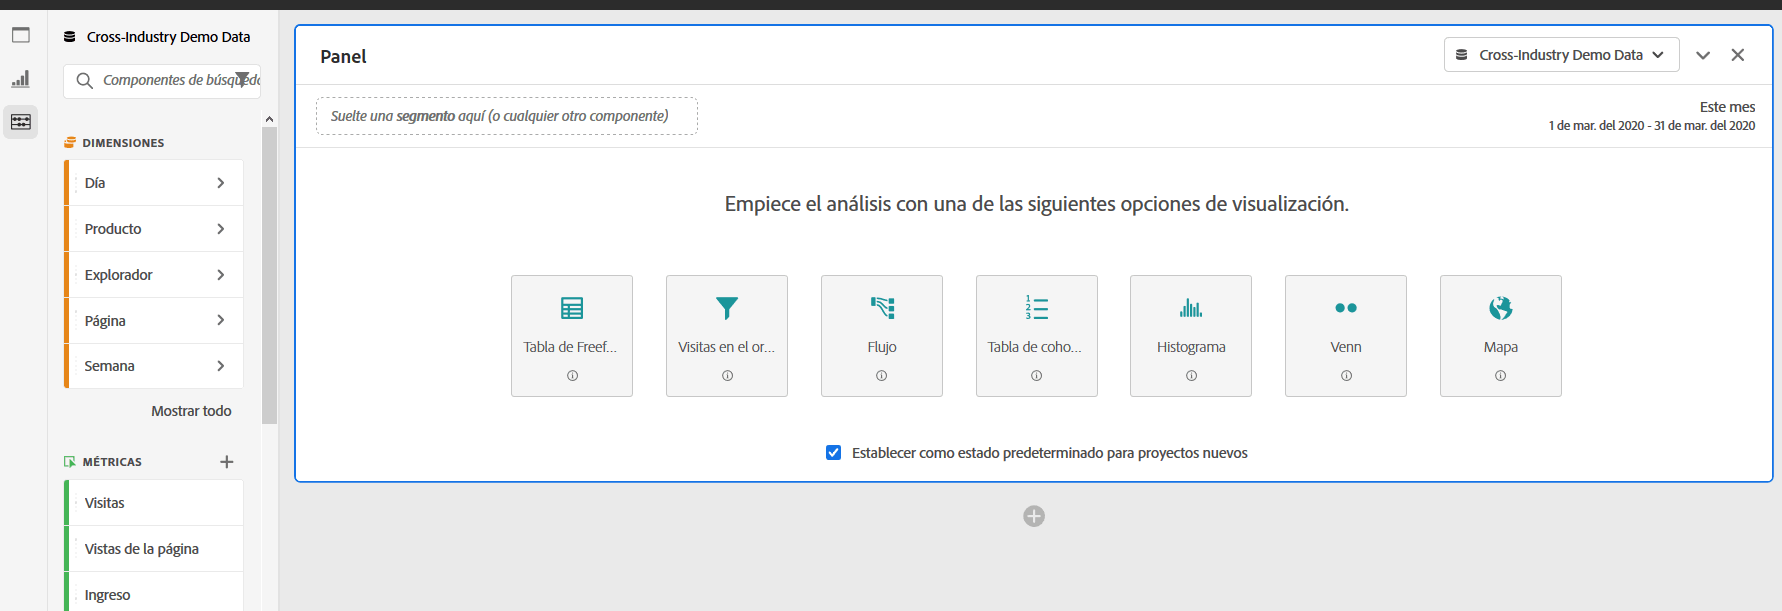 Cross-Industry Demo Data
Componentes de búsqued
DIMENSIONES
Día
Producto
Explorador
Página
Semana
Mostrar todo
MÉTRICAS
Visitas
Vistas de la página
Ingreso
Panel
Cross-Industry Demo Data
Suelte una segmento aquí (o cualquier otro componente)
Este mes
1 de mar. del 2020 - 31 de mar. del 2020
Empiece el análisis con una de las siguientes opciones de visualización.
Tabla de Freef...
Visitas en el or...
Flujo
Tabla de coho...
Histograma
Venn
Mapa
Establecer como estado predeterminado para proyectos nuevos